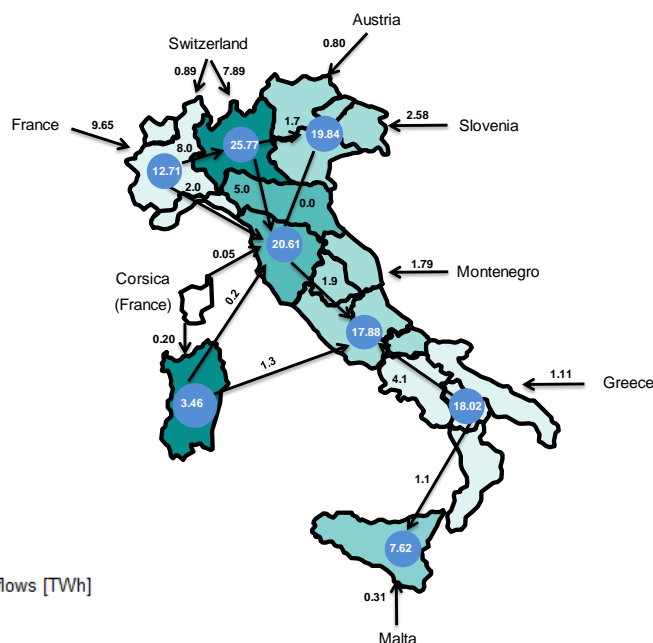 Austria
0.80
Switzerland
0.89
7.89
France
9.65
1.7
2.58
Slovenia
19.84
8.0
25.77
12.71
2.0
5.0
0.0
20.61
0.05
1.79
Montenegro
Corsica
(France)
0.2
1.9
0.20
17.88
1.3
4.1
1.11
Greece
3.46
18.02
1.1
7.62
flows [TWh]
0.31
Malta